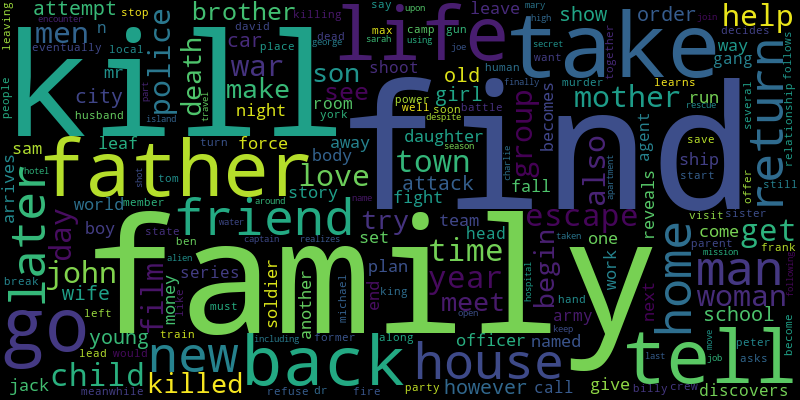 attempt
brother
life
take
help
kill
find
family
father
friend
police
men
death
war
car
son
make
city
mr
husband
leaving
people
encounter
stop
eventually
local
david
killing
dead
george
place
upon
say
max
sarah
camp
gun
using
joe
mary
high
leave
show
order
decides
secret
want
human
finally
together
murder
way
gang
join
learns
several
follows
relationship
return
mother
run
rescue
save
ship
start
offer
still
agent
reveals
also
apartment
group
becomes
fall
town
attack
battle
power
well
soon
despite
season
charlie
old
girl
daughter
see
shoot
room
york
night
force
body
away
turn
shot
story
love
fight
island
part
travel
tom
leaf
sam
hotel
arrives
later
day
boy
world
member
state
ben
around
water
captain
realizes
name
try
team
set
head
time
year
meet
escape
begin
one
work
visit
sister
come
parent
mission
home
get
man
woman
school
frank
following
become
peter
asks
move
job
tell
discovers
next
taken
hospital
army
hand
keep
named
call
give
last
billy
crew
party
however
officer
open
house
back
plan
king
end
michael
former
along
dr
fire
refuse
including
another
must
soldier
alien
series
money
film
like
train
would
new
killed
child
lead
meanwhile
young
left
wife
john
go
break
jack
n